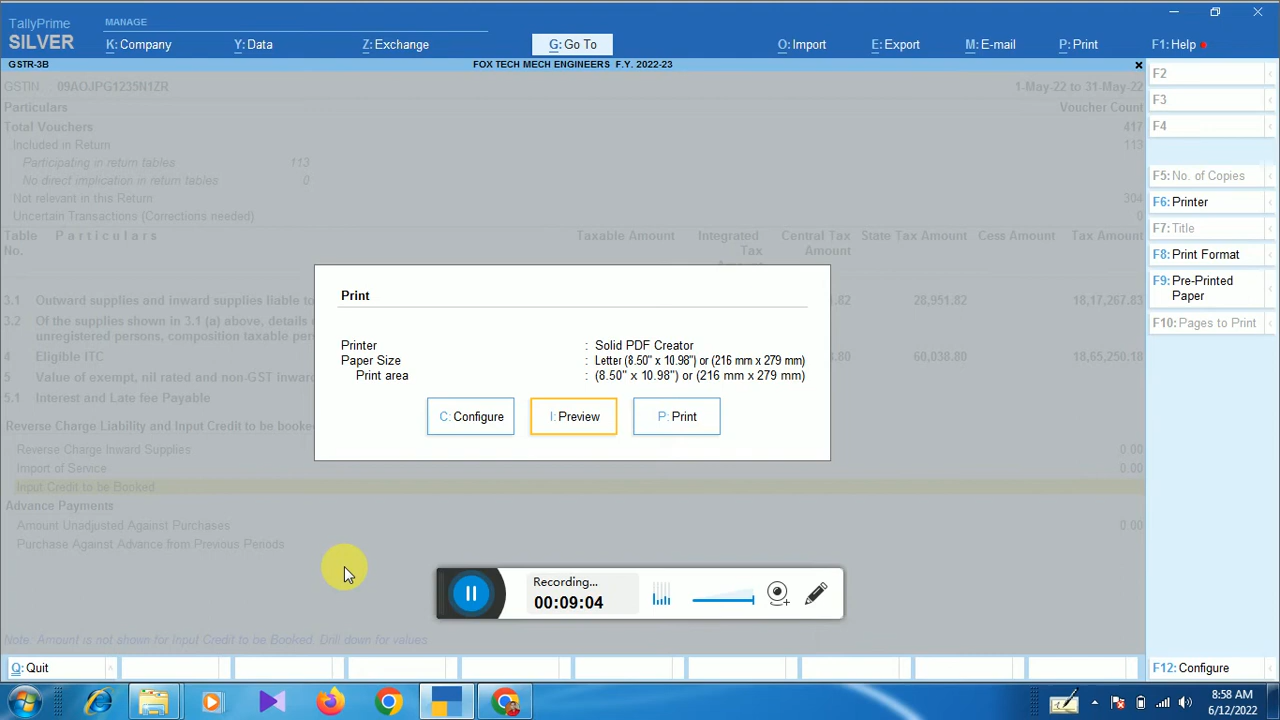 TallyPrime MANAGE
SILVER K: Company Y: Data Z: Exchange G: Go To O: Import E: Export M: E-mail P: Print F1: Help
GSTR-3B FOX TECH MECH ENGINEERS F.Y. 2022-23
GSTIN : 09AOJPG1235N1ZR 1-May-22 to 31-May-22
Particulars Voucher Count
Total Vouchers 417
Included in Return 113
Participating in return tables 113
No direct implication in return tables 0
Not relevant in this Return 304
Uncertain Transactions (Corrections needed) 0
Table No. Particulars Taxable Amount Integrated Tax Central Tax Amount State Tax Amount Cess Amount Tax Amount
3.1 Outward supplies and inward supplies liable to 28,951.82 18,17,267.83
3.2 Of the supplies shown in 3.1 (a) above, details
unregistered persons, composition taxable
4 Eligible ITC 60,038.80 18,65,250.18
5 Value of exempt, nil rated and non-GST inward
5.1 Interest and Late fee Payable
Reverse Charge Liability and Input Credit to be booked
Reverse Charge Inward Supplies 0.00
Import of Service 0.00
Input Credit to be Booked
Advance Payments
Amount Unadjusted Against Purchases 0.00
Purchase Against Advance from Previous Periods
Note: Amount is not shown for Input Credit to be Booked. Drill down for values.
Print
Printer : Solid PDF Creator
Paper Size : Letter (8.50" x 10.98") or (216 mm x 279 mm)
Print area : (8.50" x 10.98") or (216 mm x 279 mm)
C: Configure I: Preview P: Print
Recording...
00:09:04
F2
F3
F4
F5: No. of Copies
F6: Printer
F7: Title
F8: Print Format
F9: Pre-Printed
Paper
F10: Pages to Print
Q: Quit F12: Configure
8:58 AM
6/12/2022